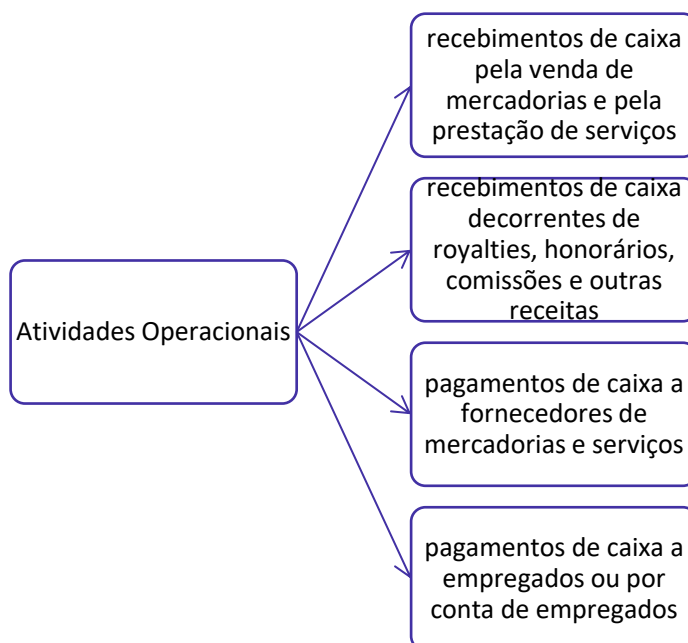 recebimentos de caixa
pela venda de
mercadorias e pela
prestação de serviços
recebimentos de caixa
decorrentes de
royalties, honorários,
comissões e outras
receitas
Atividades Operacionais
pagamentos de caixa a
fornecedores de
mercadorias e serviços
pagamentos de caixa a
empregados ou por
conta de empregados